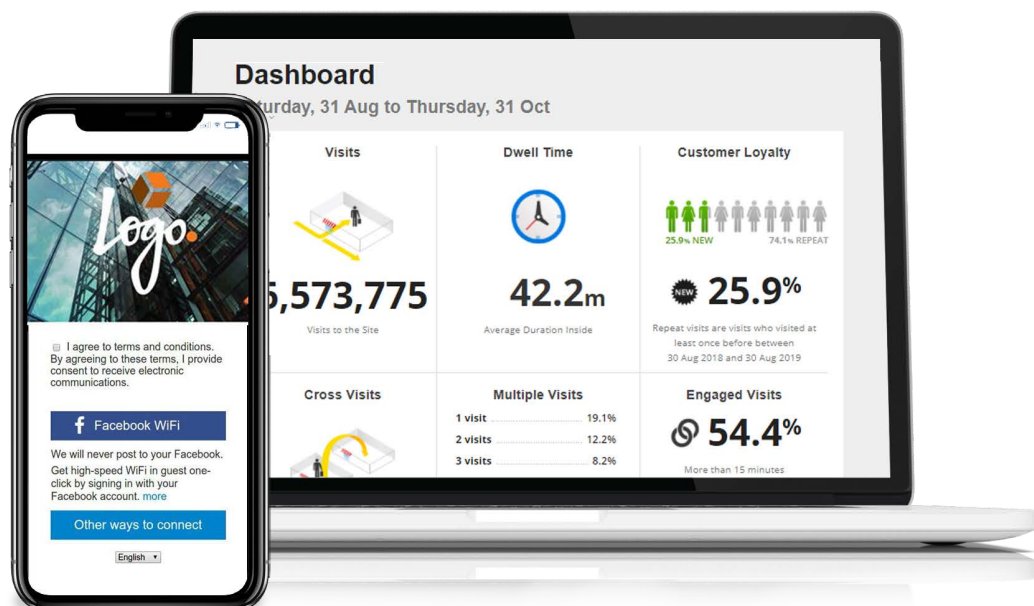 Dashboard
turday, 31 Aug to Thursday, 31 Oct
Visits
,573,775
Visits to the Site
Dwell Time
42.2m
Average Duration Inside
Customer Loyalty
25.9% NEW
74.1% REPEAT
NEW
25.9%
Repeat visits are visits who visited at
least once before between
30 Aug 2018 and 30 Aug 2019
Cross Visits
Multiple Visits
1 visit 19.1%
2 visits 12.2%
3 visits 8.2%
Engaged Visits
54.4%
More than 15 minutes
Logo.
I agree to terms and conditions.
By agreeing to these terms, I provide
consent to receive electronic
communications.
f Facebook WiFi
We will never post to your Facebook.
Get high-speed WiFi in guest one-
click by signing in with your
Facebook account. more
Other ways to connect
English